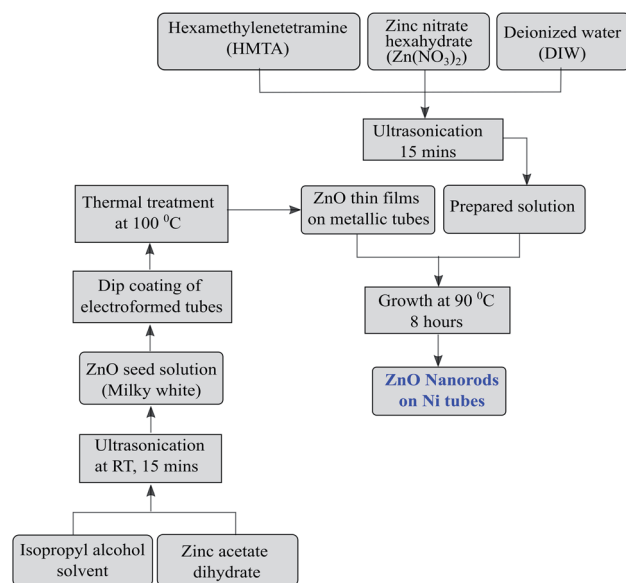 Hexamethylenetetramine
(HMTA)
Zinc nitrate
hexahydrate
(Zn(NO₃)₂)
Deionized water
(DIW)
Ultrasonication
15 mins
Thermal treatment
at 100 ⁰C
ZnO thin films
on metallic tubes
Prepared solution
Dip coating of
electroformed tubes
Growth at 90 ⁰C
8 hours
ZnO seed solution
(Milky white)
ZnO Nanorods
on Ni tubes
Ultrasonication
at RT, 15 mins
Isopropyl alcohol
solvent
Zinc acetate
dihydrate